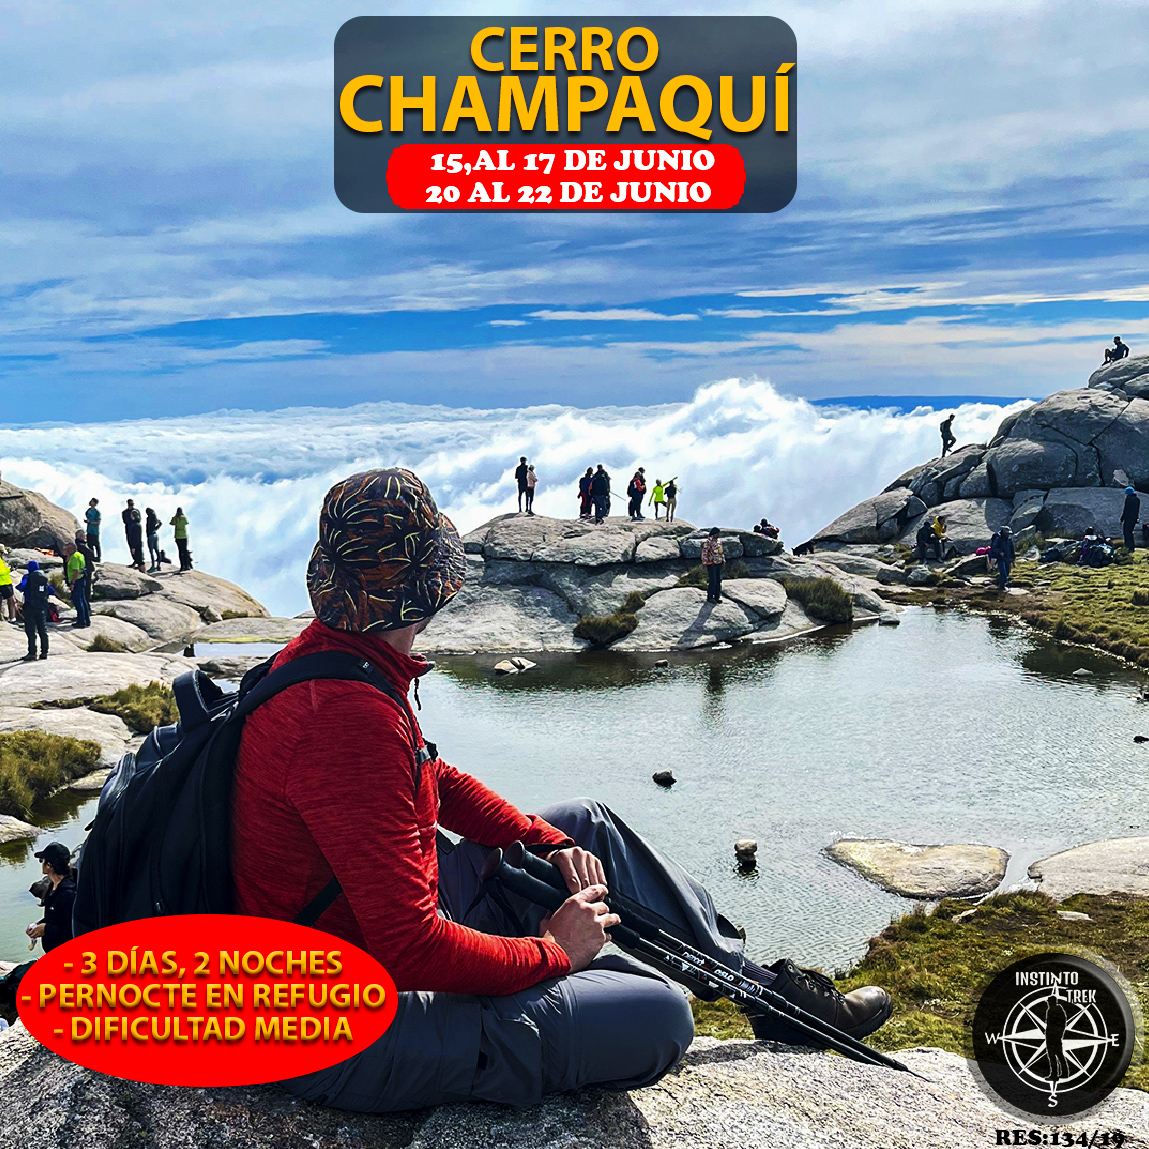 CERRO
CHAMPAQUÍ
15,AL 17 DE JUNIO
20 AL 22 DE JUNIO
- 3 DÍAS, 2 NOCHES
- PERNOCTE EN REFUGIO
- DIFICULTAD MEDIA
INSTINTO
TREK
W E
S
RES:134/19